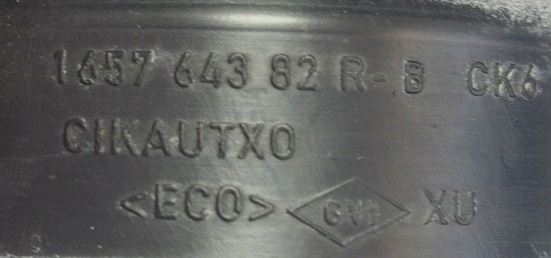 1657 643 82 R-B CK6
CIKAUTXO
<ECO> XU